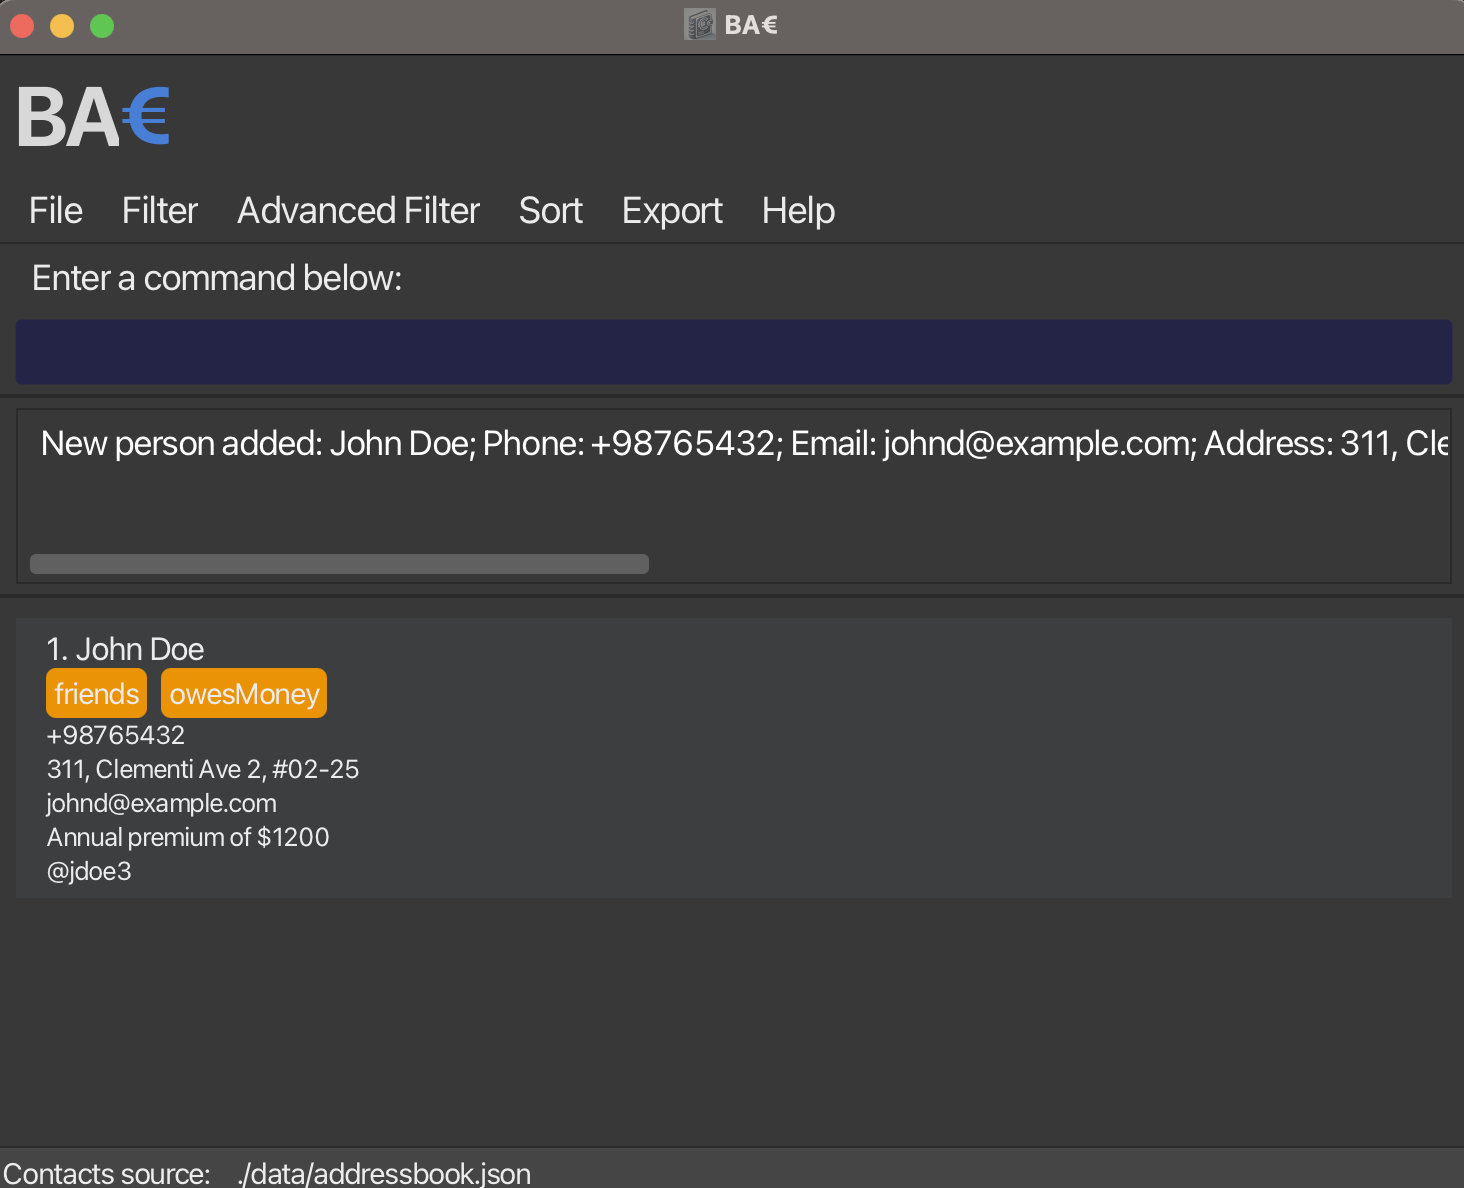 BA€
BA€
File Filter Advanced Filter Sort Export Help
Enter a command below:
New person added: John Doe; Phone: +98765432; Email: johnd@example.com; Address: 311, Cle
1. John Doe
friends owesMoney
+98765432
311, Clementi Ave 2, #02-25
johnd@example.com
Annual premium of $1200
@jdoe3
Contacts source: ./data/addressbook.json